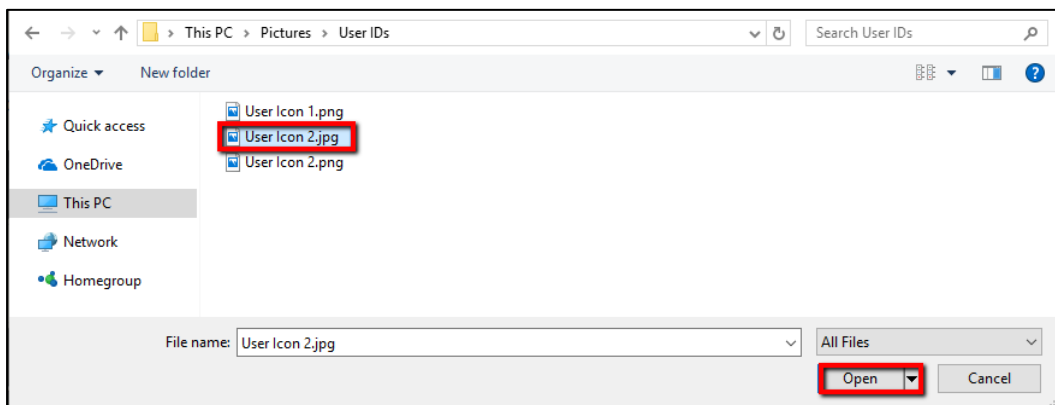 This PC > Pictures > User IDs
Search User IDs
Organize
New folder
Quick access
OneDrive
This PC
Network
Homegroup
User Icon 1.png
User Icon 2.jpg
User Icon 2.png
File name: User Icon 2.jpg
All Files
Open
Cancel